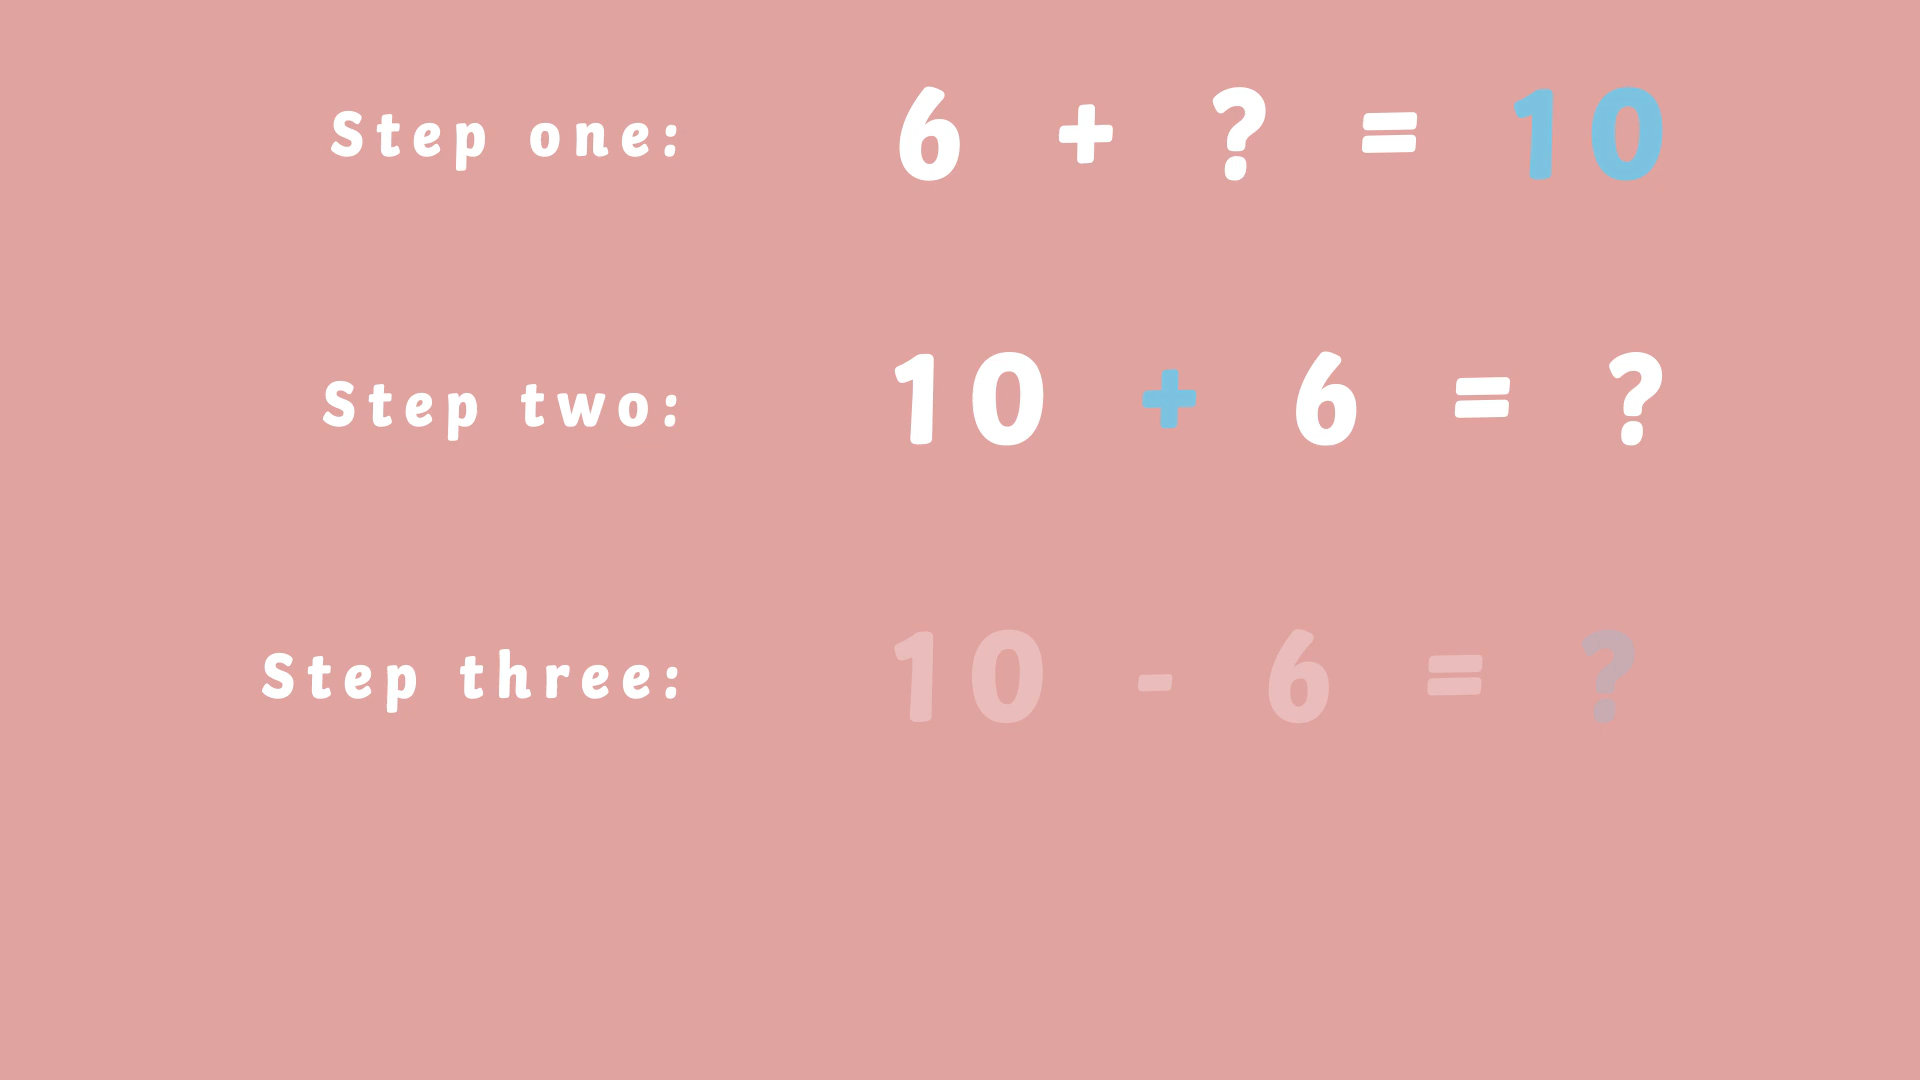 Step one: 6 + ? = 10
Step two: 10 + 6 = ?
Step three: 10 - 6 = ?